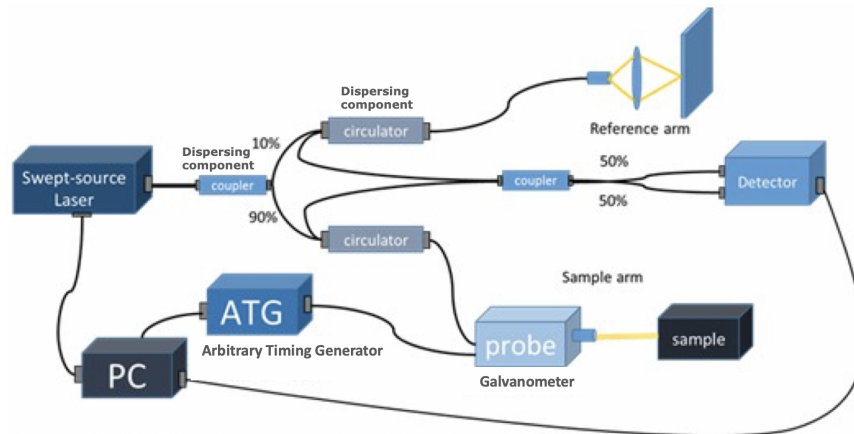 Dispersing
component
circulator
Reference arm
10%
Dispersing
component
Swept-source
Laser
coupler
coupler
50%
50%
Detector
90%
circulator
Sample arm
ATG
Arbitrary Timing Generator
probe
Galvanometer
sample
PC